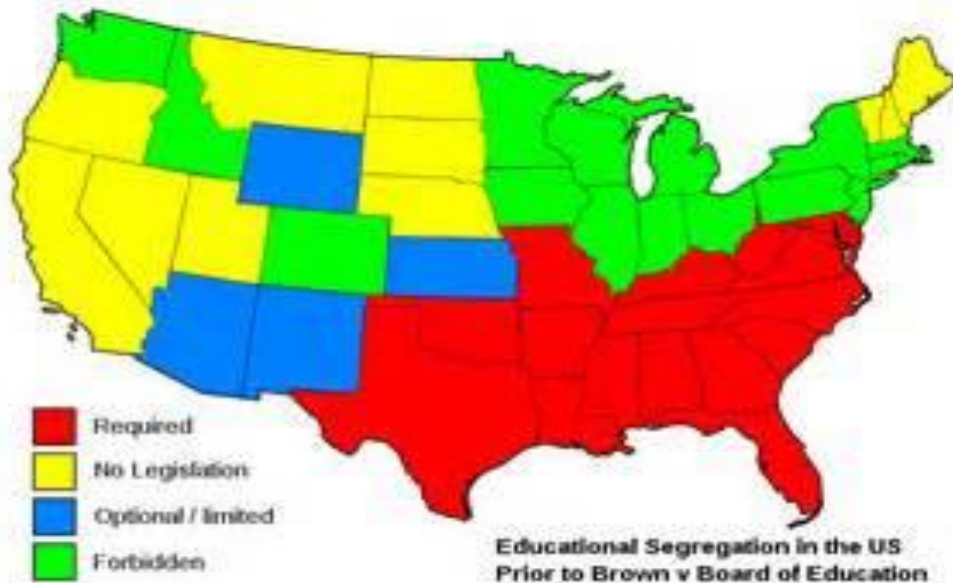 Required
No Legislation
Optional / limited
Forbidden
Educational Segregation in the US
Prior to Brown v Board of Education